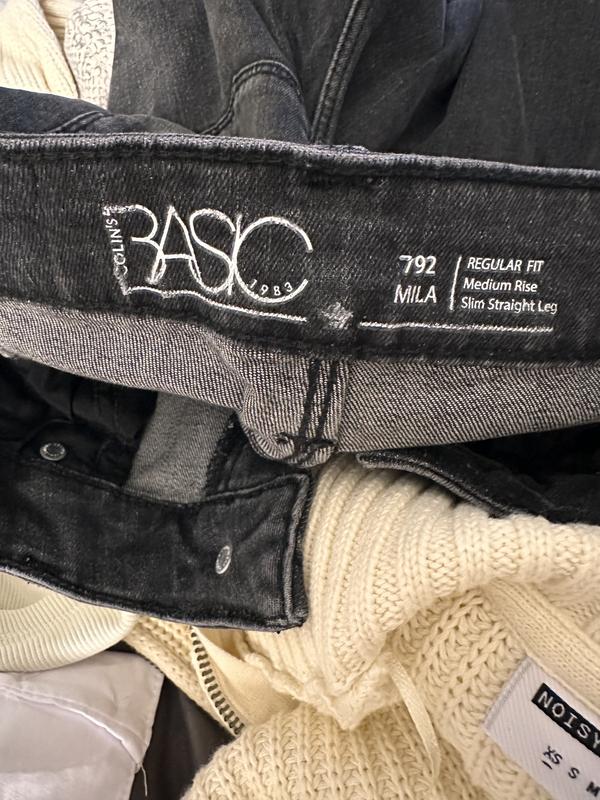 COLIN'S
BASIC
1983
792
MILA
REGULAR FIT
Medium Rise
Slim Straight Leg
NOISY
XS S M